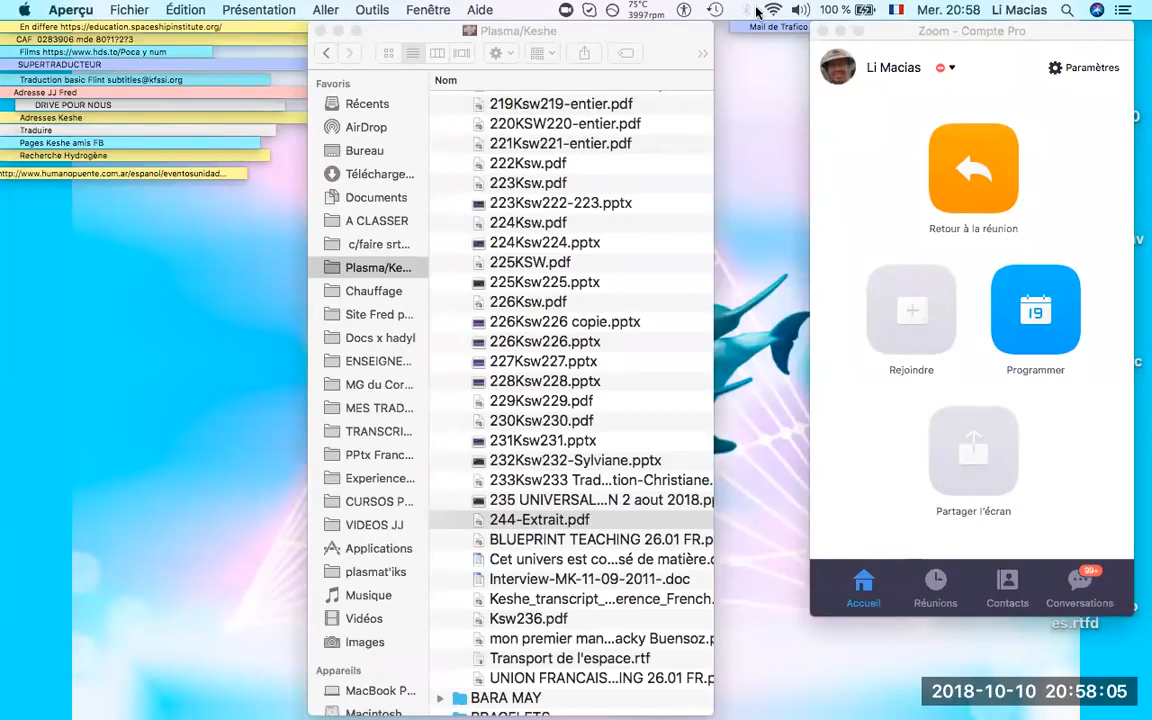 Aperçu Fichier Édition Présentation Aller Outils Fenêtre Aide 75°C 3997rpm 100 % Mer. 20:58 Li Macias
En differe https://education.spaceshipinstitute.org/
CAF 0283906 mde 80?1?2?3
Films https://www.hds.to/Poca y num
SUPERTRADUCTEUR
Traduction basic Flint subtitles@kfssi.org
Adresse JJ Fred
DRIVE POUR NOUS
Adresses Keshe
Traduire
Pages Keshe amis FB
Recherche Hydrogène
http://www.humanopuente.com.ar/espanol/eventosunidad...
Mail de Trafico
Plasma/Keshe
Favoris
Récents
AirDrop
Bureau
Télécharge...
Documents
A CLASSER
c/faire srt...
Plasma/Ke...
Chauffage
Site Fred p...
Docs x hadyl
ENSEIGNE...
MG du Cor...
MES TRAD...
TRANSCRI...
PPtx Franc...
Experience...
CURSOS P...
VIDEOS JJ
Applications
plasmat'iks
Musique
Vidéos
Images
Appareils
MacBook P...
Macintosh
Nom
219Ksw219-entier.pdf
220KSW220-entier.pdf
221Ksw221-entier.pdf
222Ksw.pdf
223Ksw.pdf
223Ksw222-223.pptx
224Ksw.pdf
224Ksw224.pptx
225KSW.pdf
225Ksw225.pptx
226Ksw.pdf
226Ksw226 copie.pptx
226Ksw226.pptx
227Ksw227.pptx
228Ksw228.pptx
229Ksw229.pdf
230Ksw230.pdf
231Ksw231.pptx
232Ksw232-Sylviane.pptx
233Ksw233 Trad...tion-Christiane.
235 UNIVERSAL...N 2 aout 2018.pp
244-Extrait.pdf
BLUEPRINT TEACHING 26.01 FR.p
Cet univers est co...sé de matière.
Interview-MK-11-09-2011-.doc
Keshe_transcript_...erence_French.
Ksw236.pdf
mon premier man...acky Buensoz.p
Transport de l'espace.rtf
UNION FRANCAIS...ING 26.01 FR.p
BARA MAY
BRACELETS
Zoom - Compte Pro
Li Macias
Paramètres
Retour à la réunion
19
Rejoindre
Programmer
Partager l'écran
99+
Accueil Réunions Contacts Conversations
es.rtfd
2018-10-10 20:58:05